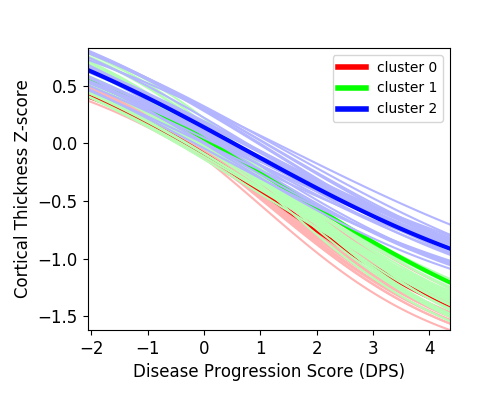 cluster 0
cluster 1
cluster 2
Cortical Thickness Z-score
0.5
0.0
−0.5
−1.0
−1.5
−2 −1 0 1 2 3 4
Disease Progression Score (DPS)